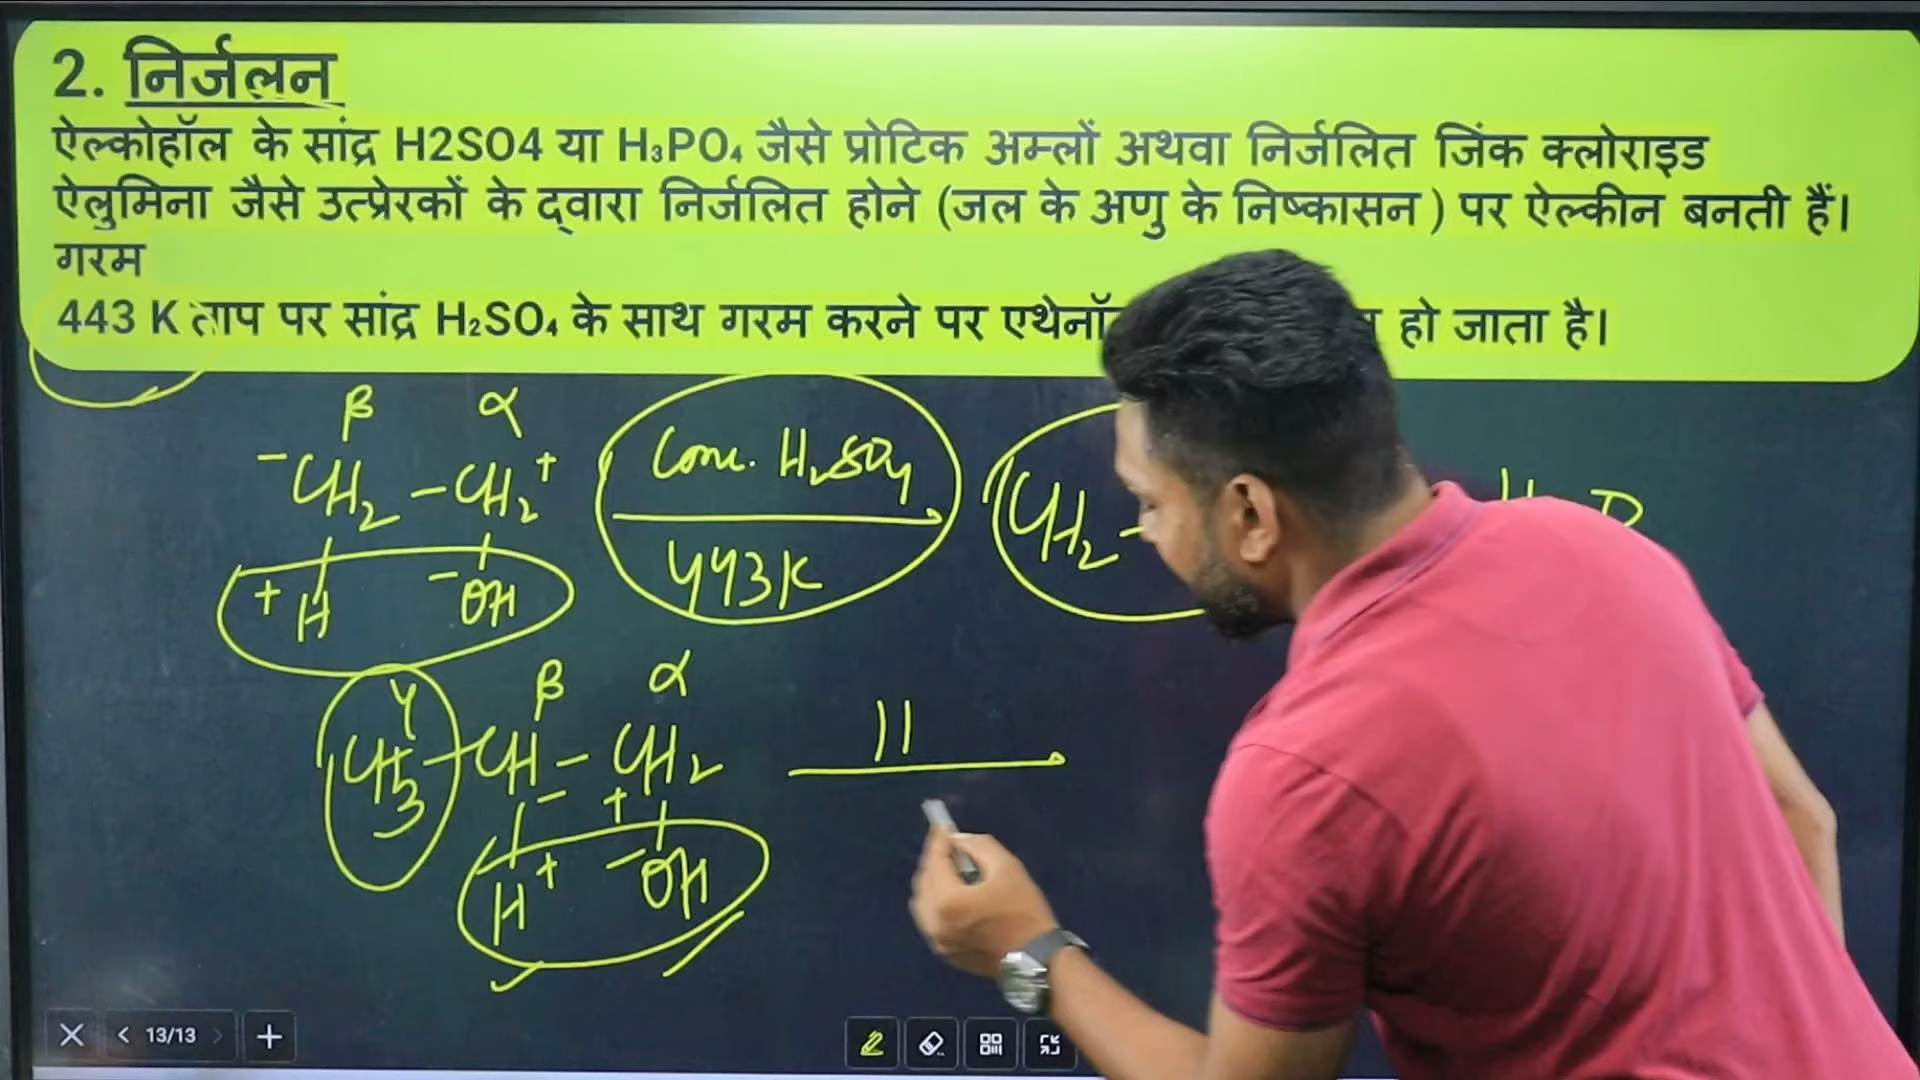 2. निर्जलन
ऐल्कोहॉल के सांद्र H2SO4 या H₃PO₄ जैसे प्रोटिक अम्लों अथवा निर्जलित जिंक क्लोराइड
ऐलुमिना जैसे उत्प्रेरकों के द्वारा निर्जलित होने (जल के अणु के निष्कासन ) पर ऐल्कीन बनती हैं।
गरम
443 K ताप पर सांद्र H₂SO₄ के साथ गरम करने पर हो जाता है।
β α
⁻CH₂ - CH₂⁺
+ H - OH
Conc. H₂SO₄
443K
CH₂ -
γ β α
CH₃ - CH - CH₂
- +
H + - OH
11
13/13